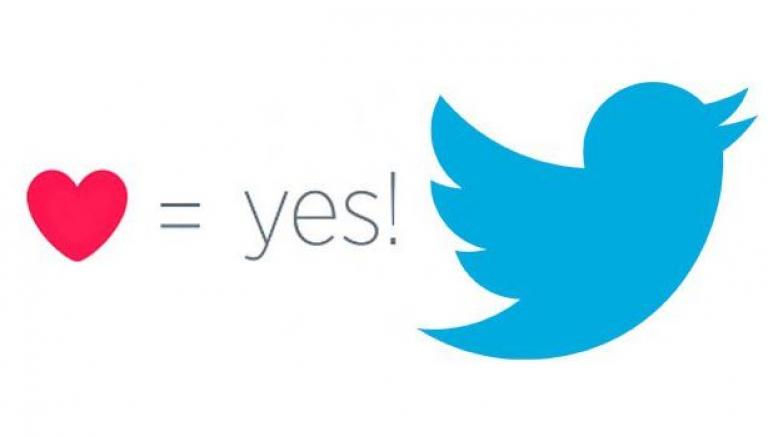 = yes!